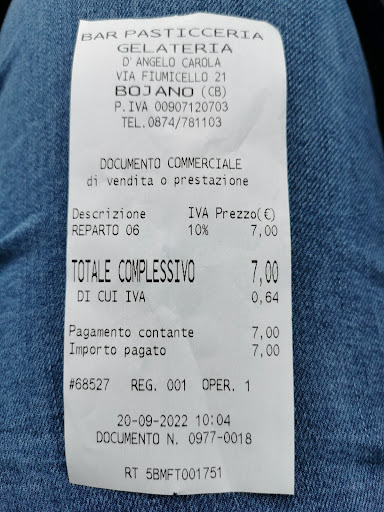 BAR PASTICCERIA
GELATERIA
D'ANGELO CAROLA
VIA FIUMICELLO 21
BOJANO (CB)
P.IVA 00907120703
TEL.0874/781103
DOCUMENTO COMMERCIALE
di vendita o prestazione
Descrizione IVA Prezzo(€)
REPARTO 06 10% 7,00
TOTALE COMPLESSIVO 7,00
DI CUI IVA 0,64
Pagamento contante 7,00
Importo pagato 7,00
#68527 REG. 001 OPER. 1
20-09-2022 10:04
DOCUMENTO N. 0977-0018
RT 5BMFT001751